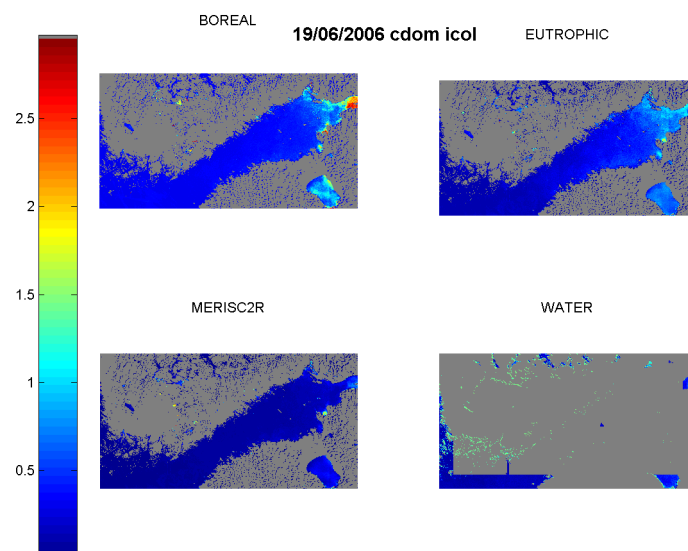 BOREAL
19/06/2006 cdom icol
EUTROPHIC
2.5
2
1.5
1
0.5
MERISC2R
WATER